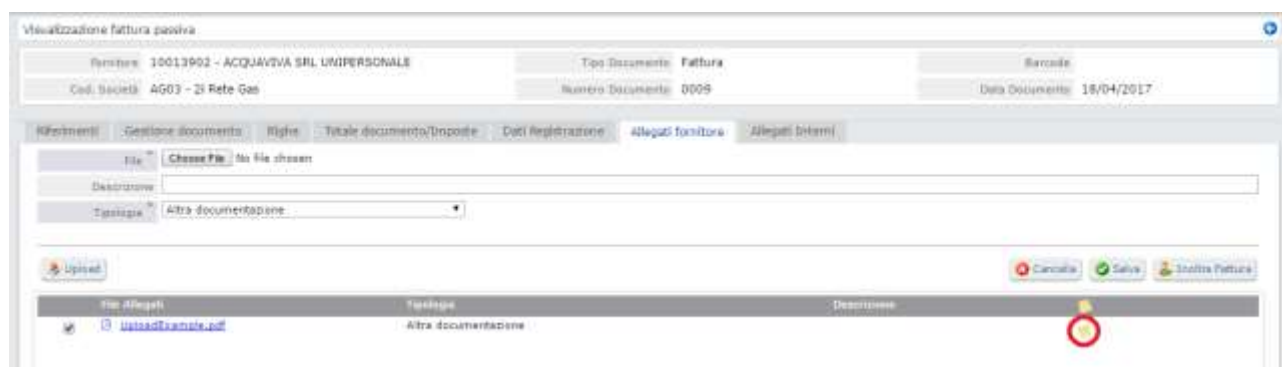 Visualizzazione fattura passiva
Fornitore 10013902 - ACQUAVIVA SRL UNIPERSONALE Tipo Documento Fattura Barcode
Cod. Società AG03 - 2i Rete Gas Numero Documento 0009 Data Documento 18/04/2017
Riferimenti Gestione documento Righe Totale documento/Imposte Dati Registrazione Allegati fornitore Allegati Interni
File * Choose File No file chosen
Descrizione
Tipologia * Altra documentazione
Upload Cancella Salva Inoltra Fattura
File Allegati Tipologia Descrizione
UploadExample.pdf Altra documentazione